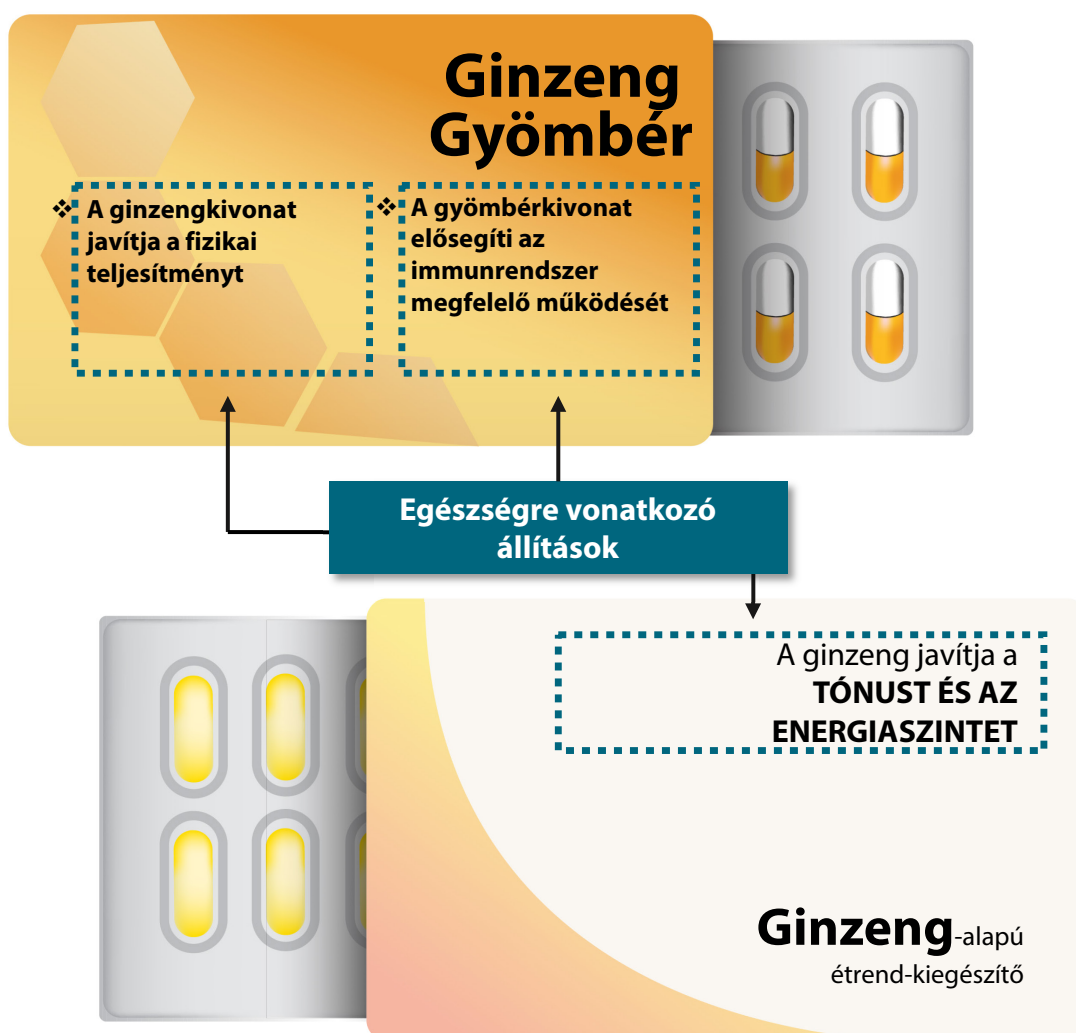 Ginzeng
Gyömbér
❖ A ginzengkivonat
javítja a fizikai
teljesítményt
❖ A gyömbérkivonat
elősegíti az
immunrendszer
megfelelő működését
Egészségre vonatkozó
állítások
A ginzeng javítja a
TÓNUST ÉS AZ
ENERGIASZINTET
Ginzeng-alapú
étrend-kiegészítő